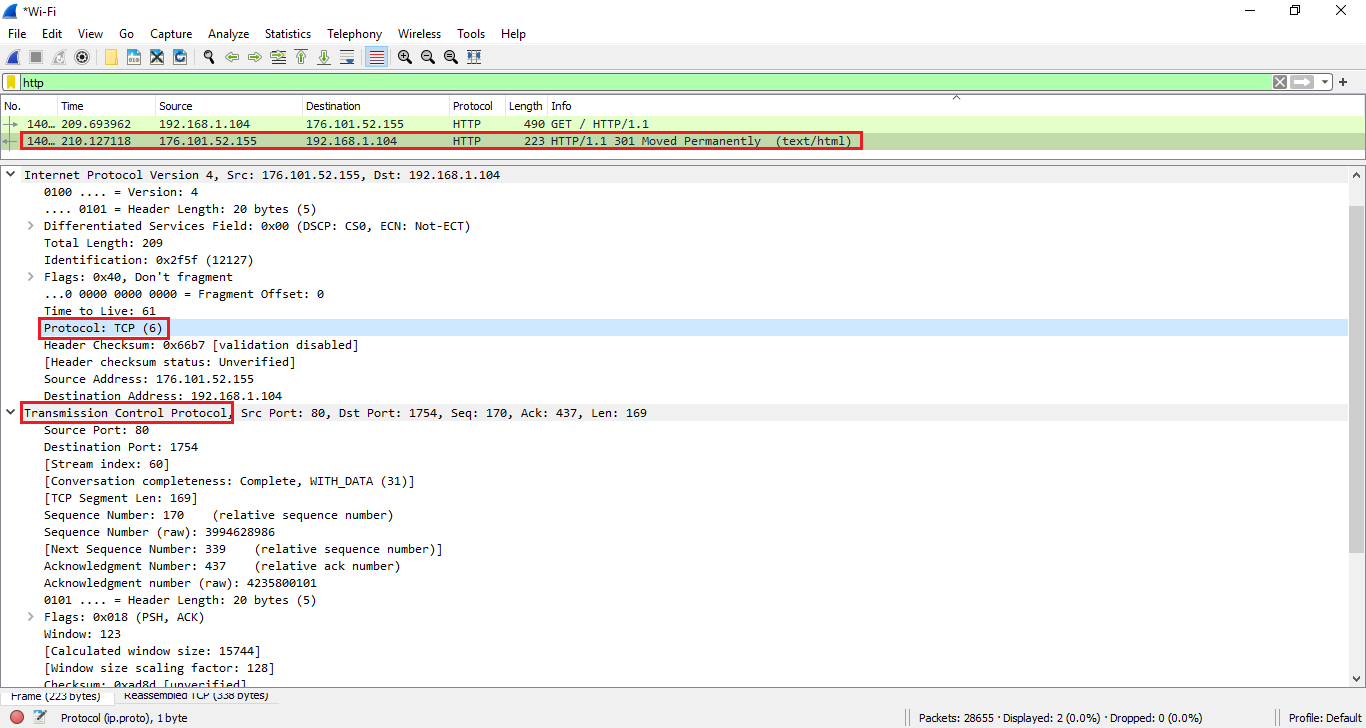 *Wi-Fi
File Edit View Go Capture Analyze Statistics Telephony Wireless Tools Help
http
No. Time Source Destination Protocol Length Info
140… 209.693962 192.168.1.104 176.101.52.155 HTTP 490 GET / HTTP/1.1
140… 210.127118 176.101.52.155 192.168.1.104 HTTP 223 HTTP/1.1 301 Moved Permanently (text/html)
Internet Protocol Version 4, Src: 176.101.52.155, Dst: 192.168.1.104
0100 .... = Version: 4
.... 0101 = Header Length: 20 bytes (5)
Differentiated Services Field: 0x00 (DSCP: CS0, ECN: Not-ECT)
Total Length: 209
Identification: 0x2f5f (12127)
Flags: 0x40, Don't fragment
...0 0000 0000 0000 = Fragment Offset: 0
Time to Live: 61
Protocol: TCP (6)
Header Checksum: 0x66b7 [validation disabled]
[Header checksum status: Unverified]
Source Address: 176.101.52.155
Destination Address: 192.168.1.104
Transmission Control Protocol, Src Port: 80, Dst Port: 1754, Seq: 170, Ack: 437, Len: 169
Source Port: 80
Destination Port: 1754
[Stream index: 60]
[Conversation completeness: Complete, WITH_DATA (31)]
[TCP Segment Len: 169]
Sequence Number: 170 (relative sequence number)
Sequence Number (raw): 3994628986
[Next Sequence Number: 339 (relative sequence number)]
Acknowledgment Number: 437 (relative ack number)
Acknowledgment number (raw): 4235800101
0101 .... = Header Length: 20 bytes (5)
Flags: 0x018 (PSH, ACK)
Window: 123
[Calculated window size: 15744]
[Window size scaling factor: 128]
Checksum: 0xad8d [unverified]
Frame (223 bytes) Reassembled TCP (338 bytes)
Protocol (ip.proto), 1 byte Packets: 28655 · Displayed: 2 (0.0%) · Dropped: 0 (0.0%) Profile: Default